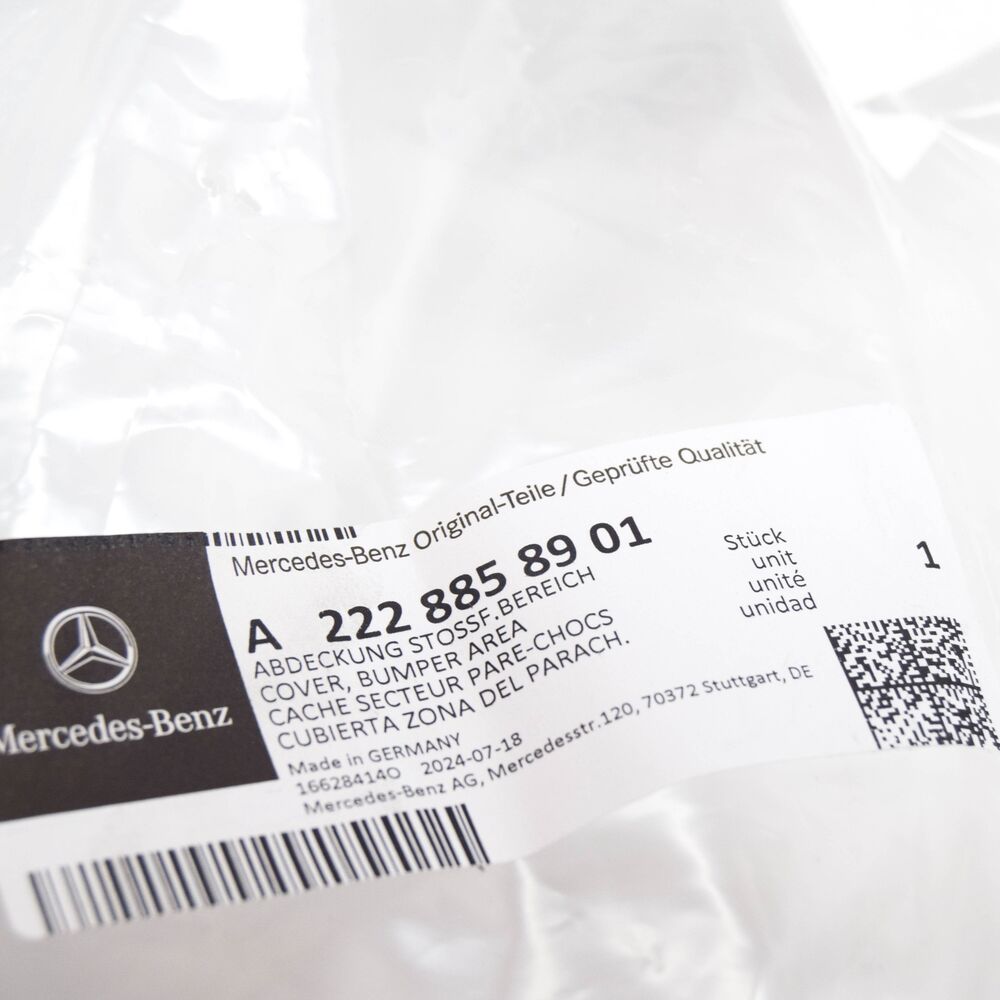 Mercedes-Benz Original-Teile / Geprüfte Qualität
A 222 885 89 01
ABDECKUNG STOSSF.BEREICH
COVER, BUMPER AREA
CACHE SECTEUR PARE-CHOCS
CUBIERTA ZONA DEL PARACH.
Stück
unit
unité
unidad
1
Made in GERMANY
166284140 2024-07-18
Mercedes-Benz AG, Mercedesstr.120, 70372 Stuttgart, DE
Mercedes-Benz